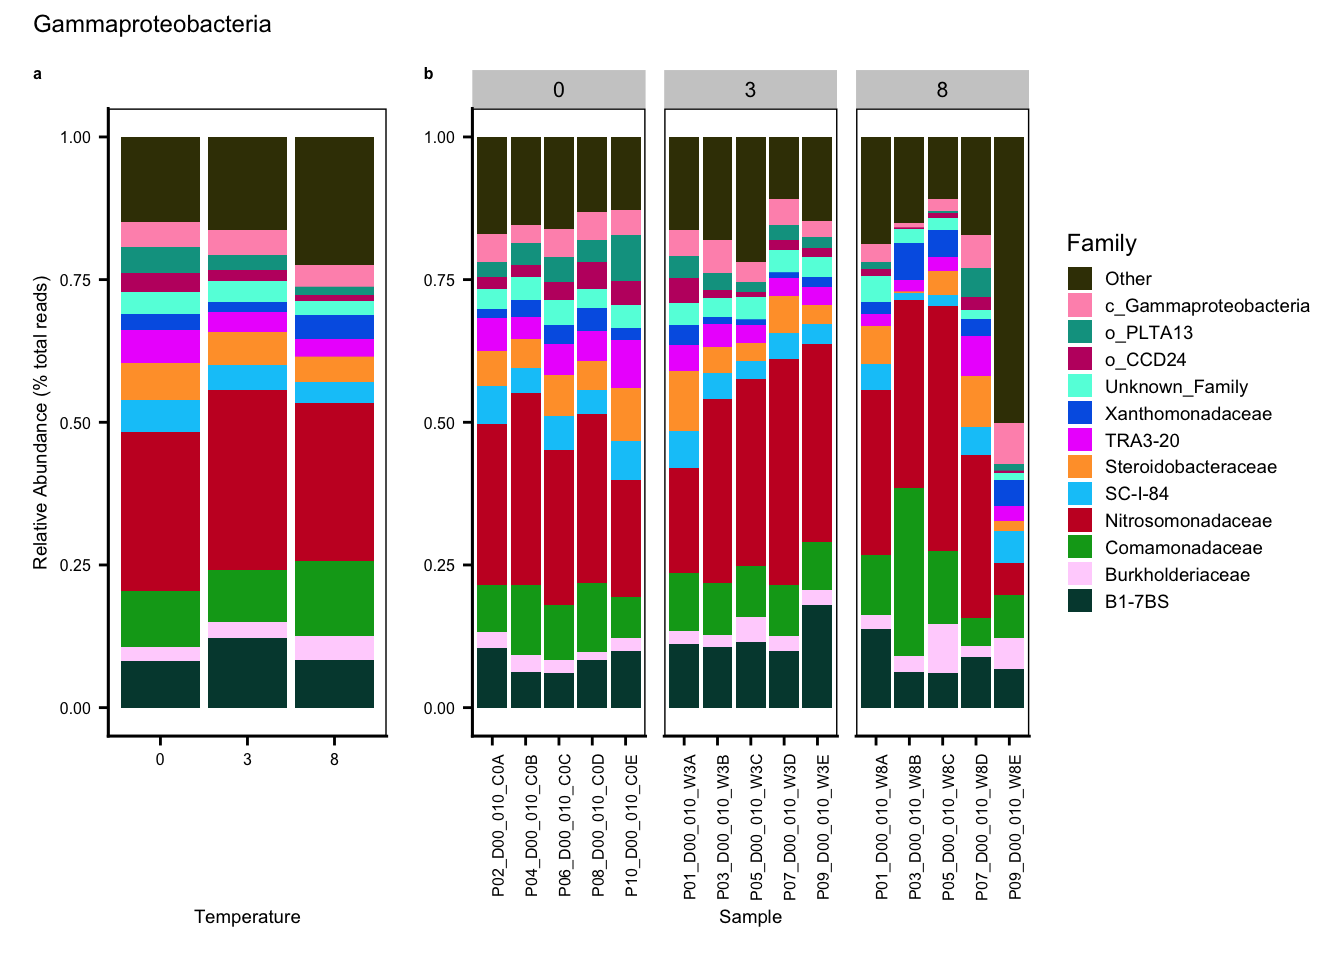 Gammaproteobacteria
a
b
0
3
8
Relative Abundance (% total reads)
1.00
0.75
0.50
0.25
0.00
0
3
8
Temperature
1.00
0.75
0.50
0.25
0.00
P02_D00_010_C0A
P04_D00_010_C0B
P06_D00_010_C0C
P08_D00_010_C0D
P10_D00_010_C0E
P01_D00_010_W3A
P03_D00_010_W3B
P05_D00_010_W3C
P07_D00_010_W3D
P09_D00_010_W3E
P01_D00_010_W8A
P03_D00_010_W8B
P05_D00_010_W8C
P07_D00_010_W8D
P09_D00_010_W8E
Sample
Family
Other
c_Gammaproteobacteria
o_PLTA13
o_CCD24
Unknown_Family
Xanthomonadaceae
TRA3-20
Steroidobacteraceae
SC-I-84
Nitrosomonadaceae
Comamonadaceae
Burkholderiaceae
B1-7BS